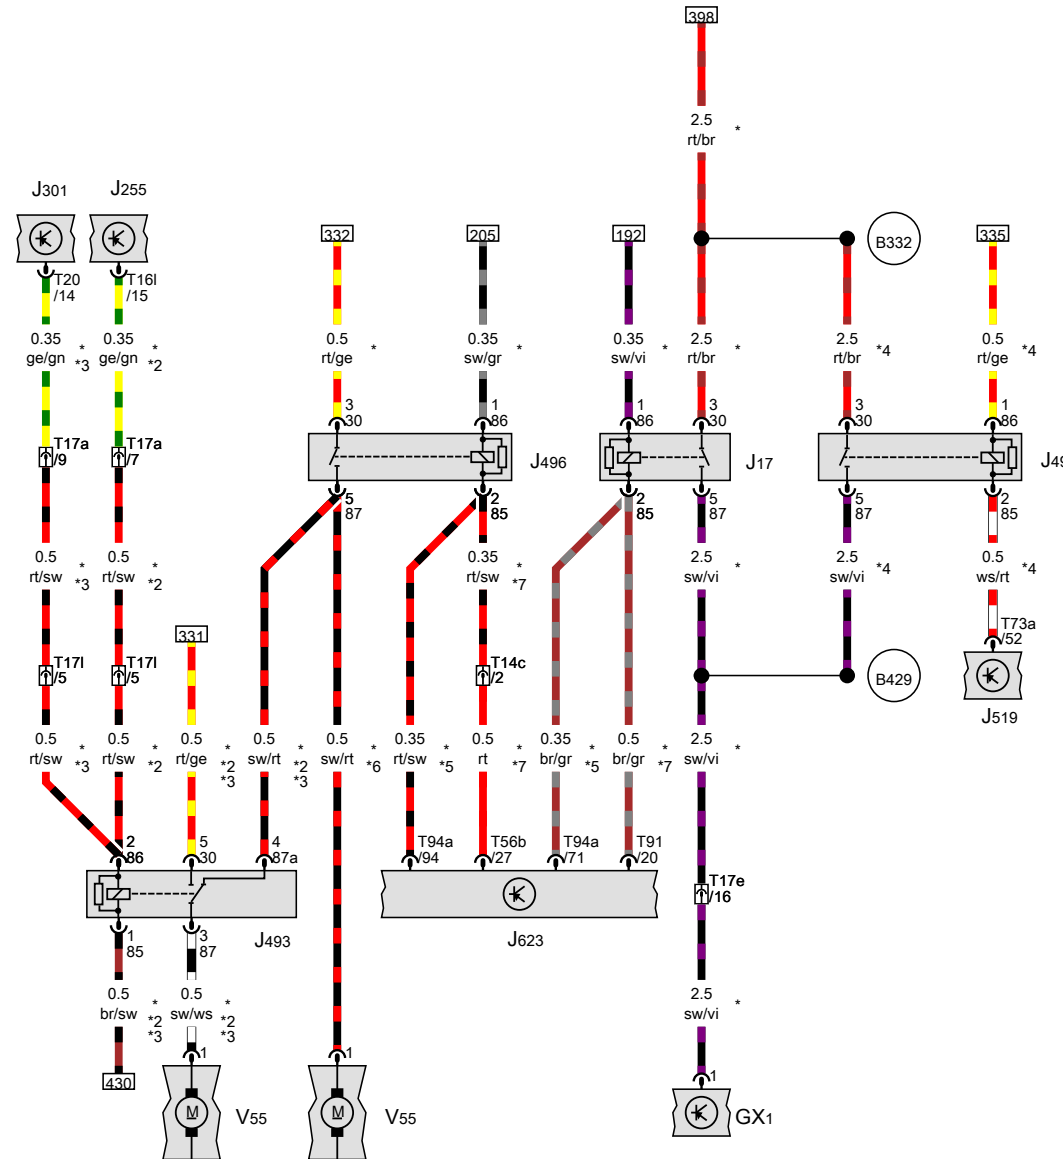 398
2.5
rt/br *
J301 J255
332 205 192 B332 335
T20 /14 T16l /15
0.35 ge/gn * *3
0.35 ge/gn * *2
0.5 rt/ge *
0.35 sw/gr *
0.35 sw/vi *
2.5 rt/br *
2.5 rt/br *4
0.5 rt/ge *4
3 30
1 86
1 86
3 30
3 30
1 86
T17a /9
T17a /7
J496
J17
J49
5 87
2 85
2 85
5 87
5 87
2 85
0.5 rt/sw * *3
0.5 rt/sw * *2
0.35 rt/sw * *7
2.5 sw/vi *
2.5 sw/vi *4
0.5 ws/rt *4
331
T73a /52
T17l /5
T17l /5
T14c /2
B429
J519
0.5 rt/sw * *3
0.5 rt/sw * *2
0.5 rt/ge * *2 *3
0.5 sw/rt * *2 *3
0.5 sw/rt * *6
0.35 rt/sw * *5
0.5 rt * *7
0.35 br/gr * *5
0.5 br/gr * *7
2.5 sw/vi *
2 86
5 30
4 87a
T94a /94
T56b /27
T94a /71
T91 /20
T17e /16
J493
J623
1 85
3 87
0.5 br/sw * *2 *3
0.5 sw/ws * *2 *3
2.5 sw/vi *
430
1
1
1
M V55
M V55
GX1